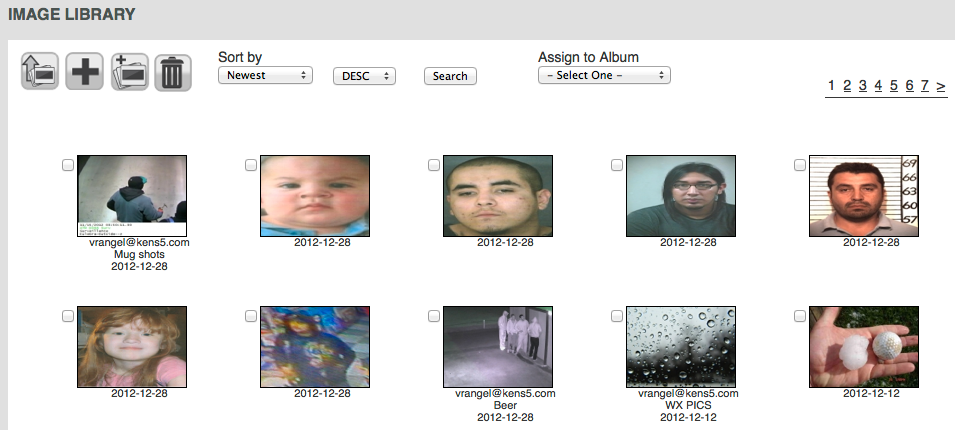 IMAGE LIBRARY
Sort by
Assign to Album
Newest
DESC
Search
– Select One –
1 2 3 4 5 6 7 >
69
66
63
60
57
vrangel@kens5.com
Mug shots
2012-12-28
2012-12-28
2012-12-28
2012-12-28
2012-12-28
2012-12-28
2012-12-28
vrangel@kens5.com
Beer
2012-12-28
vrangel@kens5.com
WX PICS
2012-12-12
2012-12-12